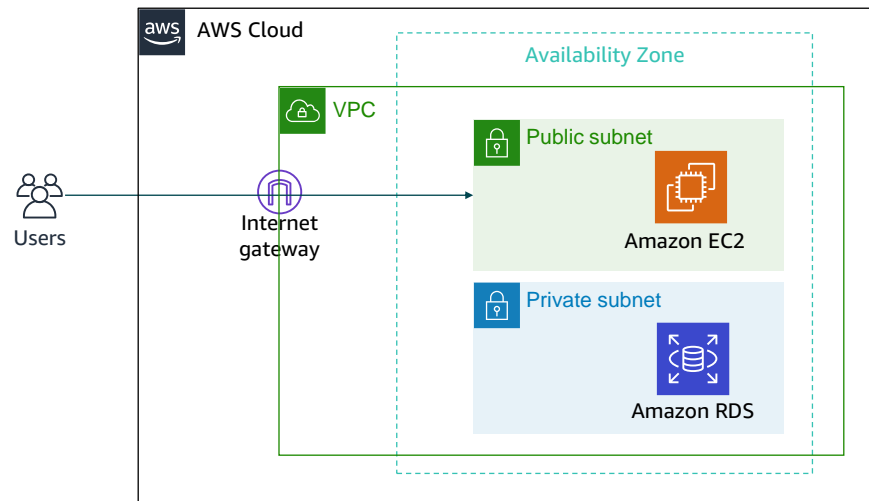 aws
AWS Cloud
Availability Zone
VPC
Public subnet
Users
Internet
gateway
Amazon EC2
Private subnet
Amazon RDS